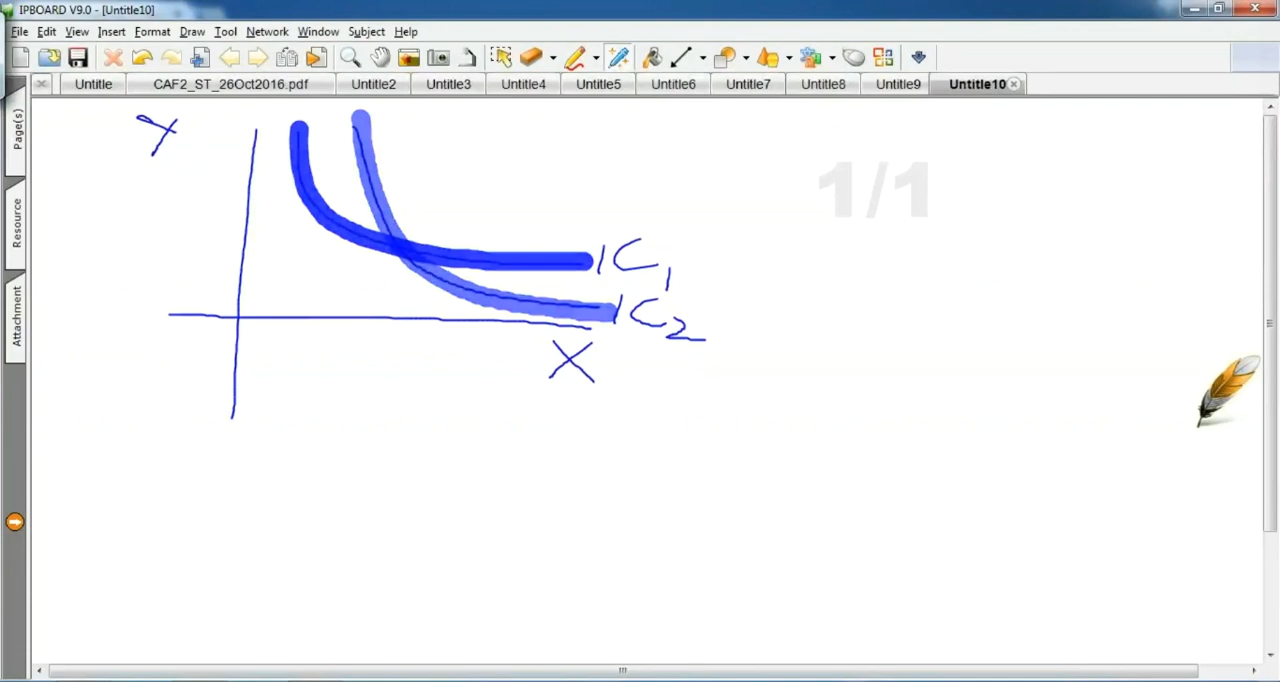 IPBOARD V9.0 - [Untitle10]
File Edit View Insert Format Draw Tool Network Window Subject Help
Untitle CAF2_ST_26Oct2016.pdf Untitle2 Untitle3 Untitle4 Untitle5 Untitle6 Untitle7 Untitle8 Untitle9 Untitle10
Page(s)
Resource
Attachment
1/1
Y
IC1
IC2
X